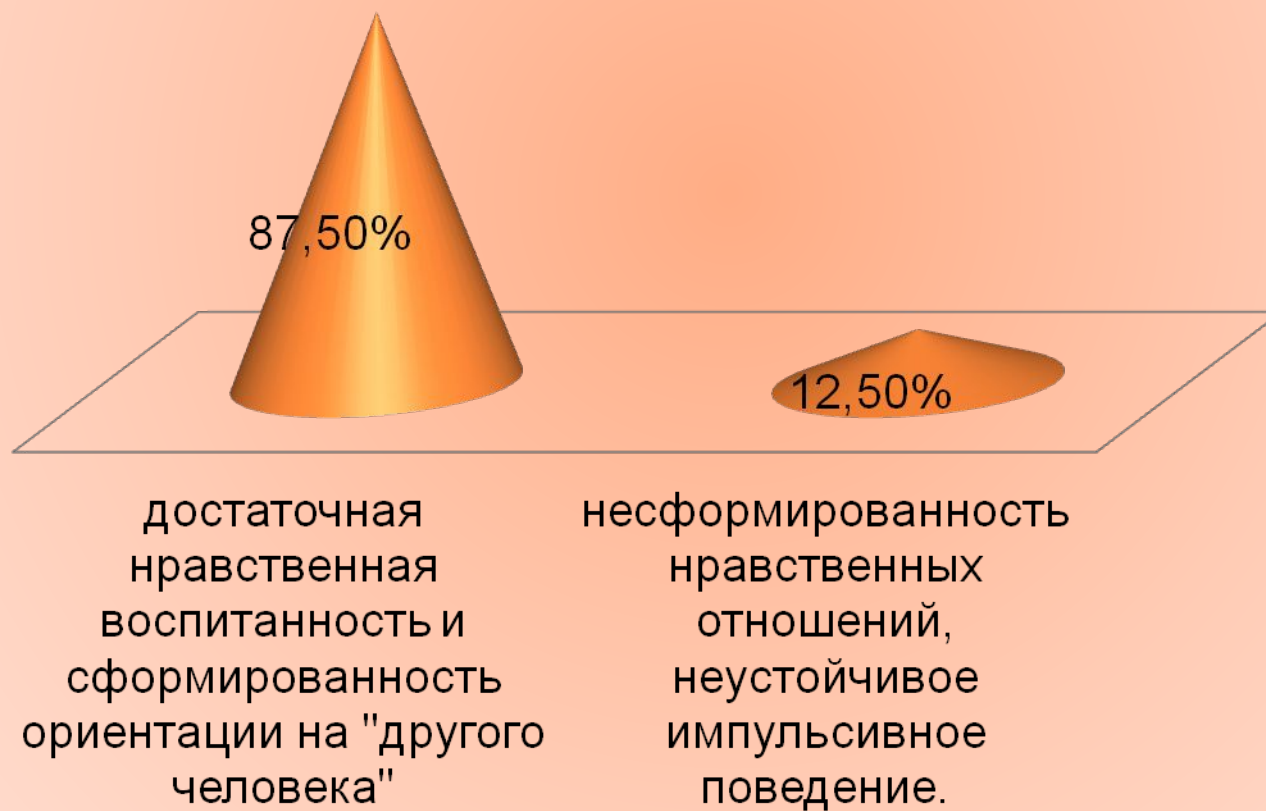 87,50%
12,50%
достаточная
нравственная
воспитанность и
сформированность
ориентации на "другого
человека"
несформированность
нравственных
отношений,
неустойчивое
импульсивное
поведение.